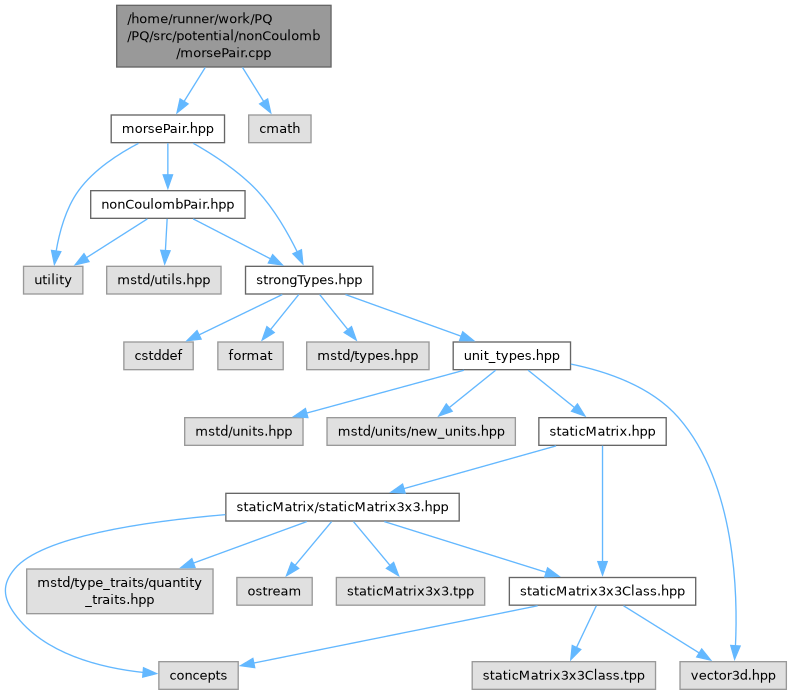 /home/runner/work/PQ
/PQ/src/potential/nonCoulomb
/morsePair.cpp
morsePair.hpp
cmath
nonCoulombPair.hpp
utility
mstd/utils.hpp
strongTypes.hpp
cstddef
format
mstd/types.hpp
unit_types.hpp
mstd/units.hpp
mstd/units/new_units.hpp
staticMatrix.hpp
staticMatrix/staticMatrix3x3.hpp
mstd/type_traits/quantity
_traits.hpp
ostream
staticMatrix3x3.tpp
staticMatrix3x3Class.hpp
concepts
staticMatrix3x3Class.tpp
vector3d.hpp